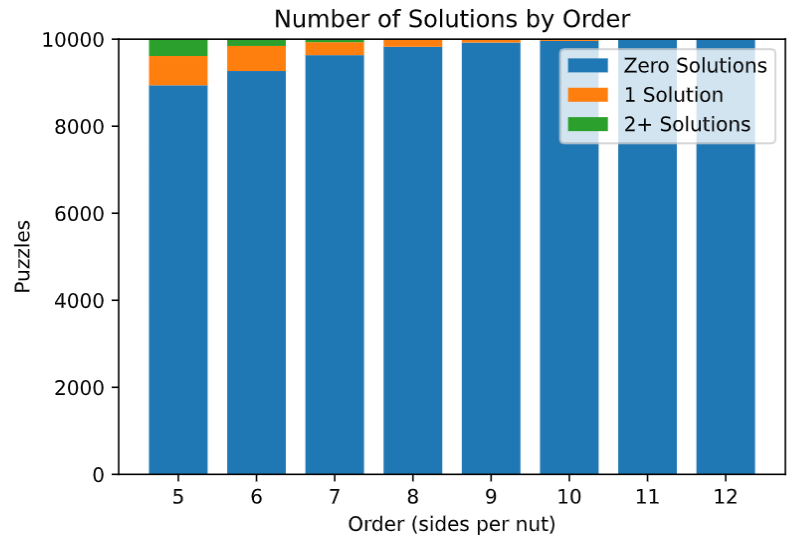 Number of Solutions by Order
10000
8000
6000
4000
2000
0
Puzzles
Zero Solutions
1 Solution
2+ Solutions
5 6 7 8 9 10 11 12
Order (sides per nut)